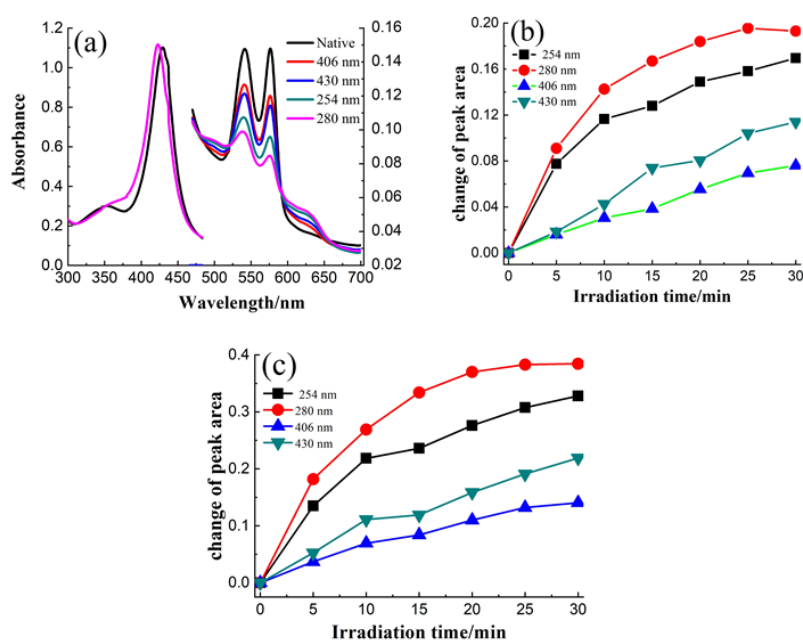 (a)
Native
406 nm
430 nm
254 nm
280 nm
Absorbance
1.2
1.0
0.8
0.6
0.4
0.2
0.0
0.16
0.14
0.12
0.10
0.08
0.06
0.04
0.02
300 350 400 450 500 550 600 650 700
Wavelength/nm
(b)
254 nm
280 nm
406 nm
430 nm
change of peak area
0.20
0.16
0.12
0.08
0.04
0.00
0 5 10 15 20 25 30
Irradiation time/min
(c)
254 nm
280 nm
406 nm
430 nm
change of peak area
0.4
0.3
0.2
0.1
0.0
0 5 10 15 20 25 30
Irradiation time/min